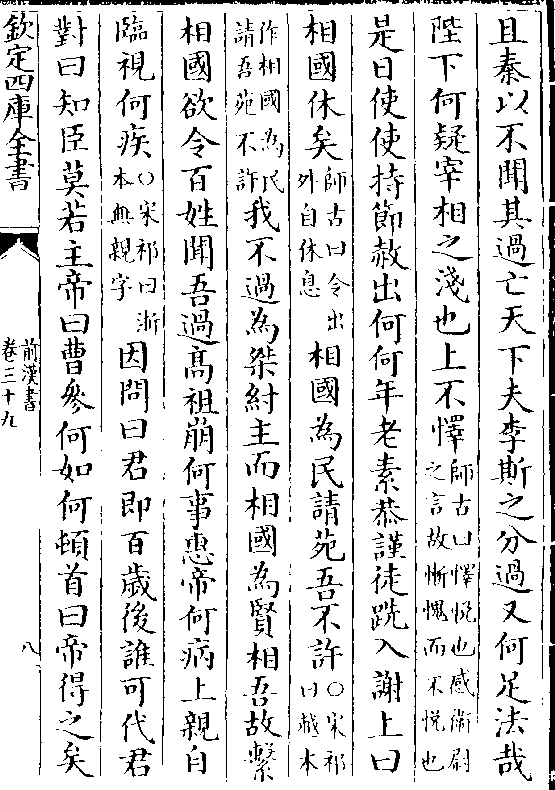 且秦以不聞其過亡天下夫李斯之分過又何足法哉
陛下何疑宰相之淺也上不懌師古曰懌悅也感衛尉之言故慚愧而不悅也
是日使使持節赦出何何年老素恭謹徒跣入謝上曰
相國休矣師古曰令出外自休息相國為民請苑吾不許○宋祁曰越本
作相國為民請吾苑不許我不過為桀紂主而相國為賢相吾故繫
相國欲令百姓聞吾過高祖崩何事惠帝何病上親自
臨視何疾○宋祁曰浙本無親字因問曰君即百歲後誰可代君
對曰知臣莫若主帝曰曹參何如何頓首曰帝得之矣
欽定四庫全書
前漢書
卷三十九
八